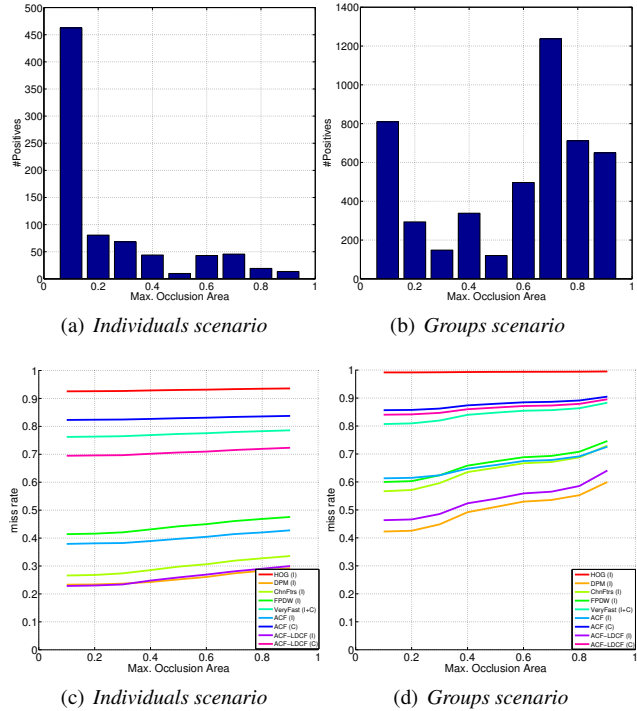 500
450
400
350
300
250
200
150
100
50
0
#Positives
0 0.2 0.4 0.6 0.8 1
Max. Occlusion Area
(a) Individuals scenario
1400
1200
1000
800
600
400
200
#Positives
0 0.2 0.4 0.6 0.8 1
Max. Occlusion Area
(b) Groups scenario
1
0.9
0.8
0.7
0.6
0.5
0.4
0.3
0.2
0.1
0
miss rate
HOG (I)
DPM (I)
ChnFtrs (I)
FPDW (I)
VeryFast (I+C)
ACF (I)
ACF (C)
ACF-LDCF (I)
ACF-LDCF (C)
0 0.2 0.4 0.6 0.8 1
Max. Occlusion Area
(c) Individuals scenario
1
0.9
0.8
0.7
0.6
0.5
0.4
0.3
0.2
0.1
0
miss rate
HOG (I)
DPM (I)
ChnFtrs (I)
FPDW (I)
VeryFast (I+C)
ACF (I)
ACF (C)
ACF-LDCF (I)
ACF-LDCF (C)
0 0.2 0.4 0.6 0.8 1
Max. Occlusion Area
(d) Groups scenario